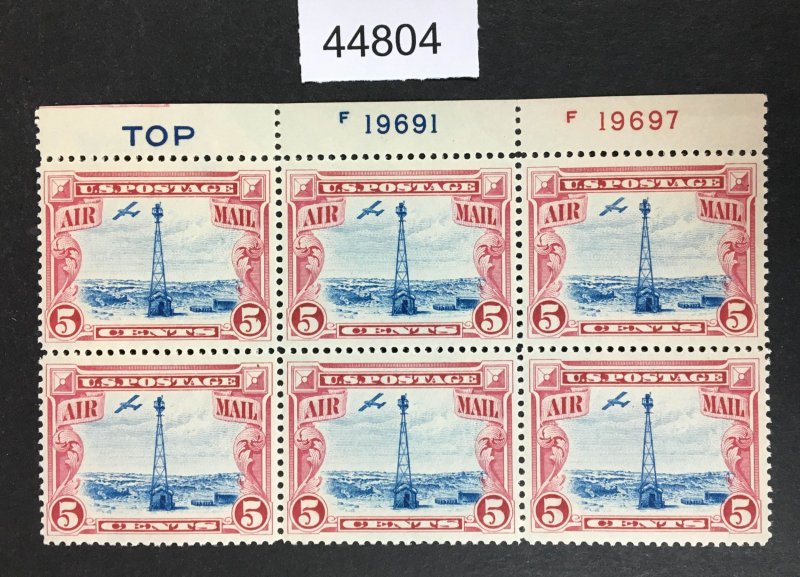 44804
TOP F 19691 F 19697
U.S. POSTAGE U.S. POSTAGE U.S. POSTAGE
AIR MAIL AIR MAIL AIR MAIL
5 CENTS 5 5 CENTS 5 5 CENTS 5
U.S. POSTAGE U.S. POSTAGE U.S. POSTAGE
AIR MAIL AIR MAIL AIR MAIL
5 CENTS 5 5 CENTS 5 5 CENTS 5